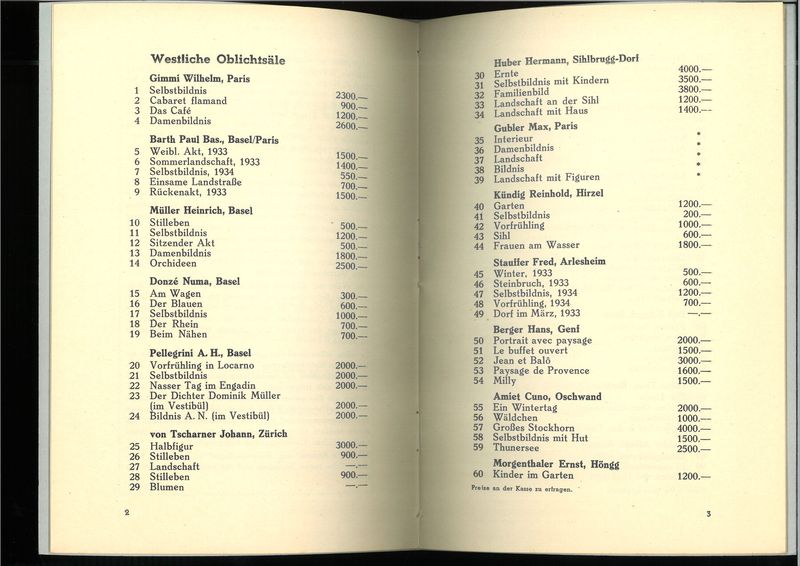 Westliche Oblichtsäle
Gimmi Wilhelm, Paris
1 Selbstbildnis 2300.—
2 Cabaret flamand 900.—
3 Das Café 1200.—
4 Damenbildnis 2600.—
Barth Paul Bas., Basel/Paris
5 Weibl. Akt, 1933 1500.—
6 Sommerlandschaft, 1933 1400.—
7 Selbstbildnis, 1934 550.—
8 Einsame Landstraße 700.—
9 Rückenakt, 1933 1500.—
Müller Heinrich, Basel
10 Stilleben 500.—
11 Selbstbildnis 1200.—
12 Sitzender Akt 500.—
13 Damenbildnis 1800.—
14 Orchideen 2500.—
Donzé Numa, Basel
15 Am Wagen 300.—
16 Der Blauen 600.—
17 Selbstbildnis 1000.—
18 Der Rhein 700.—
19 Beim Nähen 700.—
Pellegrini A. H., Basel
20 Vorfrühling in Locarno 2000.—
21 Selbstbildnis 2000.—
22 Nasser Tag im Engadin 2000.—
23 Der Dichter Dominik Müller
(im Vestibül) 2000.—
24 Bildnis A. N. (im Vestibül) 2000.—
von Tscharner Johann, Zürich
25 Halbfigur 3000.—
26 Stilleben 900.—
27 Landschaft —.—
28 Stilleben 900.—
29 Blumen —.—
2
Huber Hermann, Sihlbrugg-Dorf
30 Ernte 4000.—
31 Selbstbildnis mit Kindern 3500.—
32 Familienbild 3800.—
33 Landschaft an der Sihl 1200.—
34 Landschaft mit Haus 1400.—
Gubler Max, Paris
35 Interieur *
36 Damenbildnis *
37 Landschaft *
38 Bildnis *
39 Landschaft mit Figuren *
Kündig Reinhold, Hirzel
40 Garten 1200.—
41 Selbstbildnis 200.—
42 Vorfrühling 1000.—
43 Sihl 600.—
44 Frauen am Wasser 1800.—
Stauffer Fred, Arlesheim
45 Winter, 1933 500.—
46 Steinbruch, 1933 600.—
47 Selbstbildnis, 1934 1200.—
48 Vorfrühling, 1934 700.—
49 Dorf im März, 1933 —.—
Berger Hans, Genf
50 Portrait avec paysage 2000.—
51 Le buffet ouvert 1500.—
52 Jean et Balô 3000.—
53 Paysage de Provence 1600.—
54 Milly 1500.—
Amiet Cuno, Oschwand
55 Ein Wintertag 2000.—
56 Wäldchen 1000.—
57 Großes Stockhorn 4000.—
58 Selbstbildnis mit Hut 1500.—
59 Thunersee 2500.—
Morgenthaler Ernst, Höngg
60 Kinder im Garten 1200.—
Preise an der Kasse zu erfragen.
3